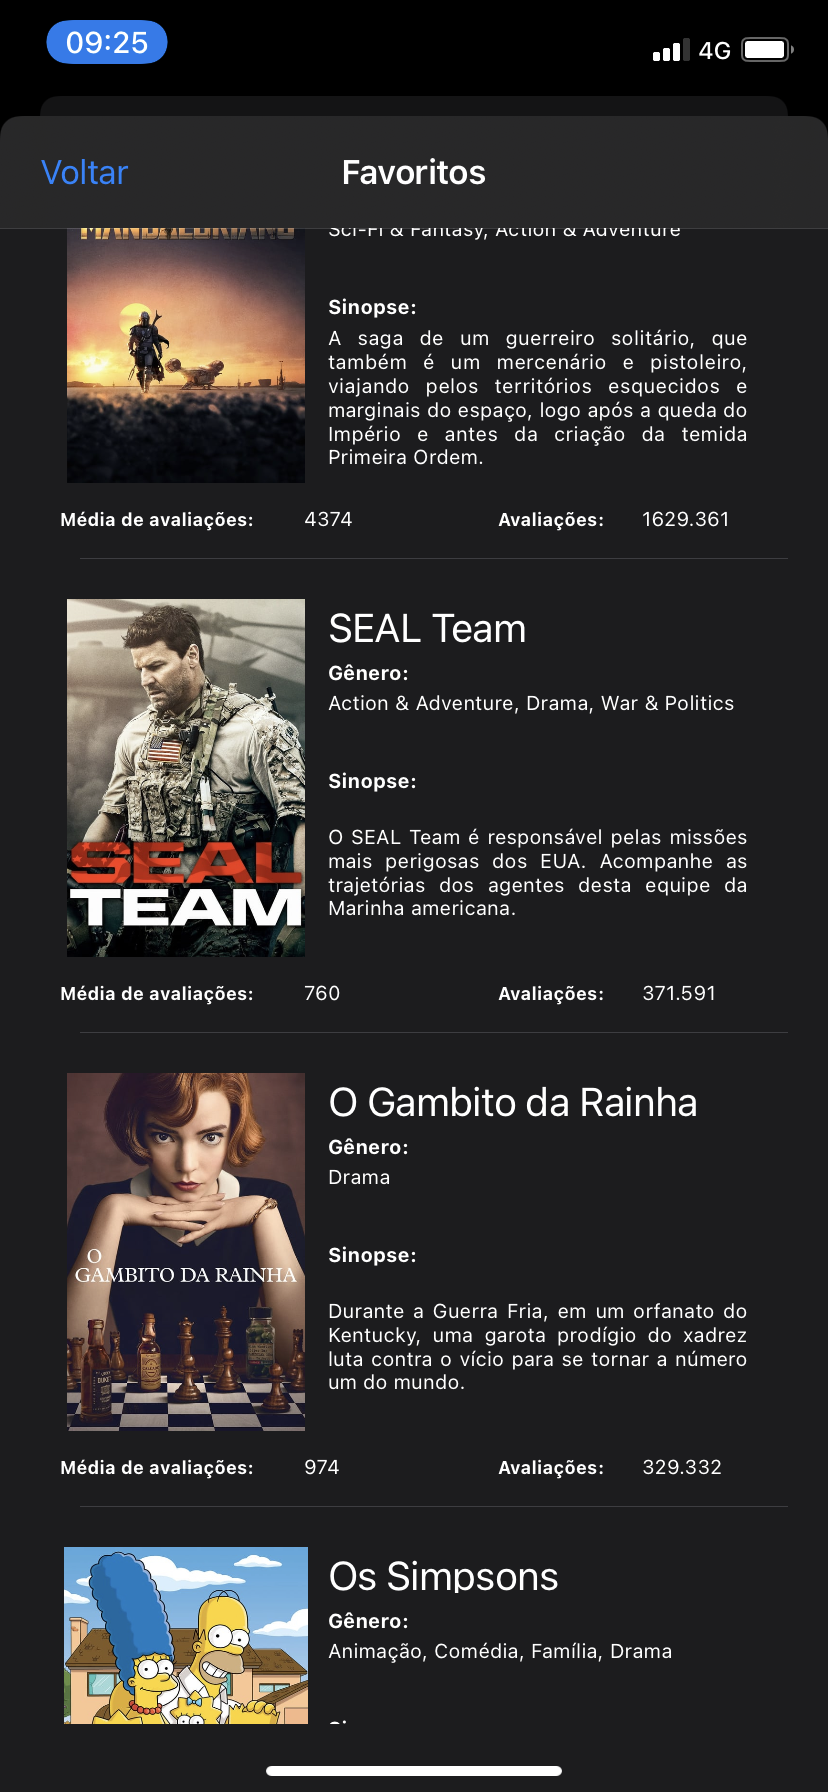 09:25
4G
Voltar
Favoritos
MANDALORIANO
Sci-Fi & Fantasy, Action & Adventure
Sinopse:
A saga de um guerreiro solitário, que
também é um mercenário e pistoleiro,
viajando pelos territórios esquecidos e
marginais do espaço, logo após a queda do
Império e antes da criação da temida
Primeira Ordem.
Média de avaliações: 4374 Avaliações: 1629.361
SEAL
TEAM
SEAL Team
Gênero:
Action & Adventure, Drama, War & Politics
Sinopse:
O SEAL Team é responsável pelas missões
mais perigosas dos EUA. Acompanhe as
trajetórias dos agentes desta equipe da
Marinha americana.
Média de avaliações: 760 Avaliações: 371.591
O
GAMBITO DA RAINHA
O Gambito da Rainha
Gênero:
Drama
Sinopse:
Durante a Guerra Fria, em um orfanato do
Kentucky, uma garota prodígio do xadrez
luta contra o vício para se tornar a número
um do mundo.
Média de avaliações: 974 Avaliações: 329.332
Os Simpsons
Gênero:
Animação, Comédia, Família, Drama